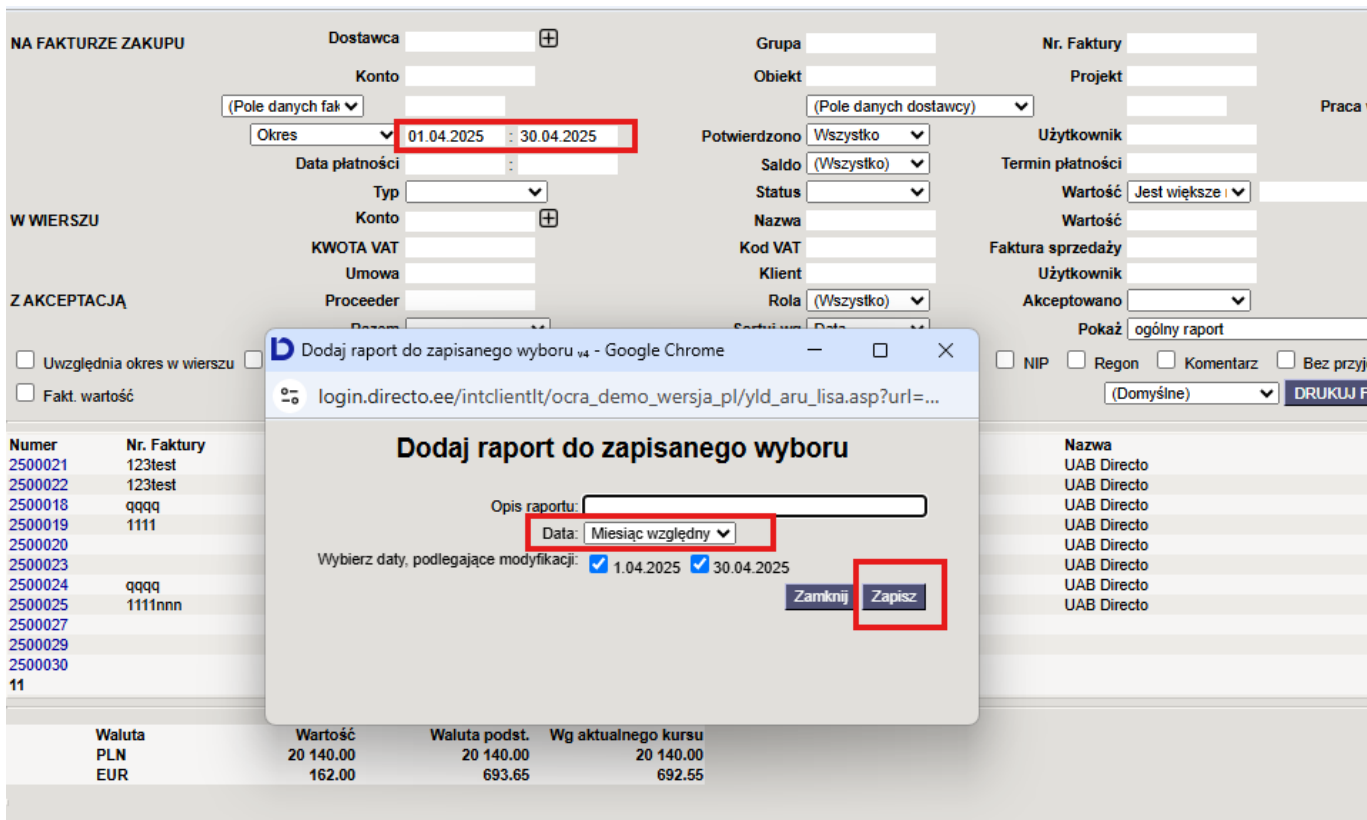 NA FAKTURZE ZAKUPU Dostawca Grupa Nr. Faktury
Konto Obiekt Projekt
(Pole danych fak (Pole danych dostawcy) Praca
Okres 01.04.2025 : 30.04.2025 Potwierdzono Wszystko Użytkownik
Data płatności : Saldo (Wszystko) Termin płatności
Typ Status Wartość Jest większe
W WIERSZU Konto Nazwa Wartość
KWOTA VAT Kod VAT Faktura sprzedaży
Umowa Klient Użytkownik
Z AKCEPTACJĄ Proceeder Rola (Wszystko) Akceptowano
Pokaż ogólny raport
Uwzględnia okres w wierszu NIP Regon Komentarz Bez
Fakt. wartość (Domyślne) DRUKUJ
Dodaj raport do zapisanego wyboru v4 - Google Chrome
login.directo.ee/intclientlt/ocra_demo_wersja_pl/yld_aru_lisa.asp?url=...
Dodaj raport do zapisanego wyboru
Opis raportu:
Data: Miesiąc względny
Wybierz daty, podlegające modyfikacji: 1.04.2025 30.04.2025
Zamknij Zapisz
Numer Nr. Faktury Nazwa
2500021 123test UAB Directo
2500022 123test UAB Directo
2500018 qqqq UAB Directo
2500019 1111 UAB Directo
2500020 UAB Directo
2500023 UAB Directo
2500024 qqqq UAB Directo
2500025 1111nnn UAB Directo
2500027
2500029
2500030
11
Waluta Wartość Waluta podst. Wg aktualnego kursu
PLN 20 140.00 20 140.00 20 140.00
EUR 162.00 693.65 692.55